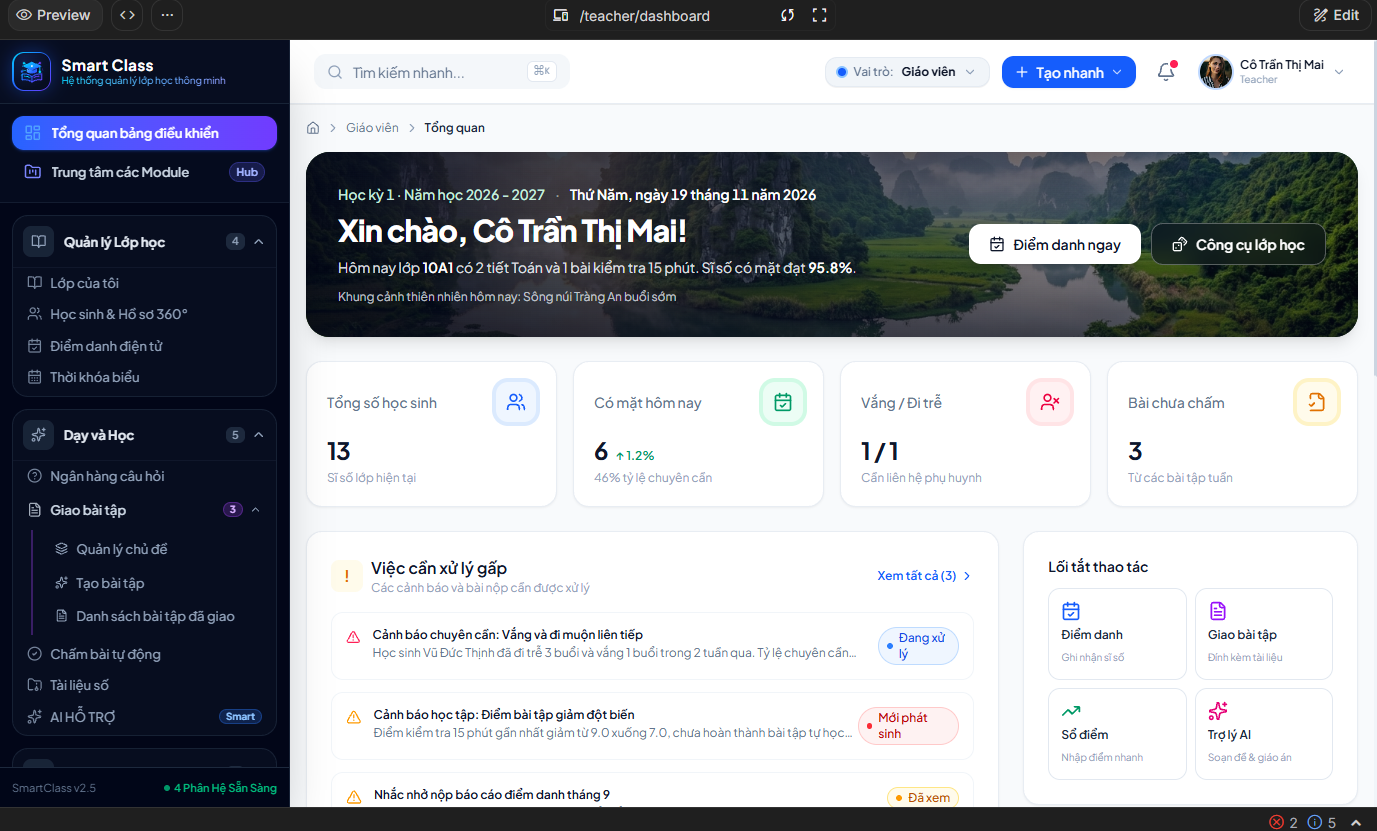 Preview
/teacher/dashboard
Edit
Smart Class
Hệ thống quản lý lớp học thông minh
Tìm kiếm nhanh...
⌘K
Vai trò: Giáo viên
Tạo nhanh
Cô Trần Thị Mai
Teacher
Tổng quan bảng điều khiển
Trung tâm các Module
Hub
Quản lý Lớp học
4
Lớp của tôi
Học sinh & Hồ sơ 360°
Điểm danh điện tử
Thời khóa biểu
Dạy và Học
5
Ngân hàng câu hỏi
Giao bài tập
3
Quản lý chủ đề
Tạo bài tập
Danh sách bài tập đã giao
Chấm bài tự động
Tài liệu số
AI HỖ TRỢ
Smart
SmartClass v2.5
4 Phân Hệ Sẵn Sàng
Giáo viên
Tổng quan
Học kỳ 1 · Năm học 2026 - 2027 · Thứ Năm, ngày 19 tháng 11 năm 2026
Xin chào, Cô Trần Thị Mai!
Hôm nay lớp 10A1 có 2 tiết Toán và 1 bài kiểm tra 15 phút. Sĩ số có mặt đạt 95.8%.
Khung cảnh thiên nhiên hôm nay: Sông núi Tràng An buổi sớm
Điểm danh ngay
Công cụ lớp học
Tổng số học sinh
13
Sĩ số lớp hiện tại
Có mặt hôm nay
6 ↑1.2%
46% tỷ lệ chuyên cần
Vắng / Đi trễ
1 / 1
Cần liên hệ phụ huynh
Bài chưa chấm
3
Từ các bài tập tuần
Việc cần xử lý gấp
Các cảnh báo và bài nộp cần được xử lý
Xem tất cả (3)
Cảnh báo chuyên cần: Vắng và đi muộn liên tiếp
Học sinh Vũ Đức Thịnh đã đi trễ 3 buổi và vắng 1 buổi trong 2 tuần qua. Tỷ lệ chuyên cần...
Đang xử
lý
Cảnh báo học tập: Điểm bài tập giảm đột biến
Điểm kiểm tra 15 phút gần nhất giảm từ 9.0 xuống 7.0, chưa hoàn thành bài tập tự học...
Mới phát
sinh
Nhắc nhở nộp báo cáo điểm danh tháng 9
Đã xem
Lối tắt thao tác
Điểm danh
Ghi nhận sĩ số
Giao bài tập
Đính kèm tài liệu
Sổ điểm
Nhập điểm nhanh
Trợ lý AI
Soạn đề & giáo án
2
5